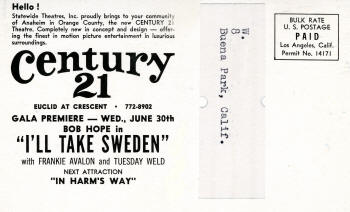 Hello !
Statewide Theatres, Inc. proudly brings to your community
of Anaheim in Orange County, the new CENTURY 21
Theatre. Completely new in concept and design — offer-
ing the finest in motion picture entertainment in luxurious
surroundings.
Century
21
EUCLID AT CRESCENT • 772-8902
GALA PREMIERE — WED., JUNE 30th
BOB HOPE in
"I'LL TAKE SWEDEN"
with FRANKIE AVALON and TUESDAY WELD
NEXT ATTRACTION
"IN HARM'S WAY"
W.
8
Buena Park, Calif.
BULK RATE
U. S. POSTAGE
PAID
Los Angeles, Calif.
Permit No. 14171